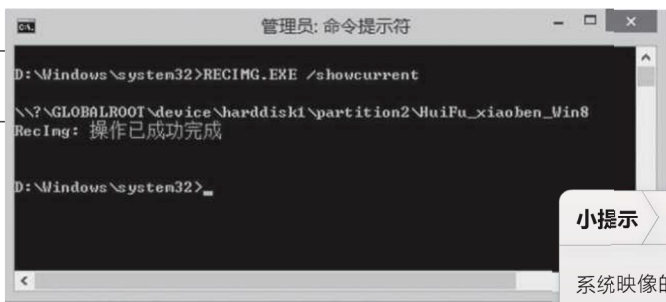 管理员: 命令提示符
D:\Windows\system32>RECIMG.EXE /showcurrent
\\?\GLOBALROOT\device\harddisk1\partition2\HuiFu_xiaoben_Win8
RecImg: 操作已成功完成
D:\Windows\system32>_
小提示
系统映像的